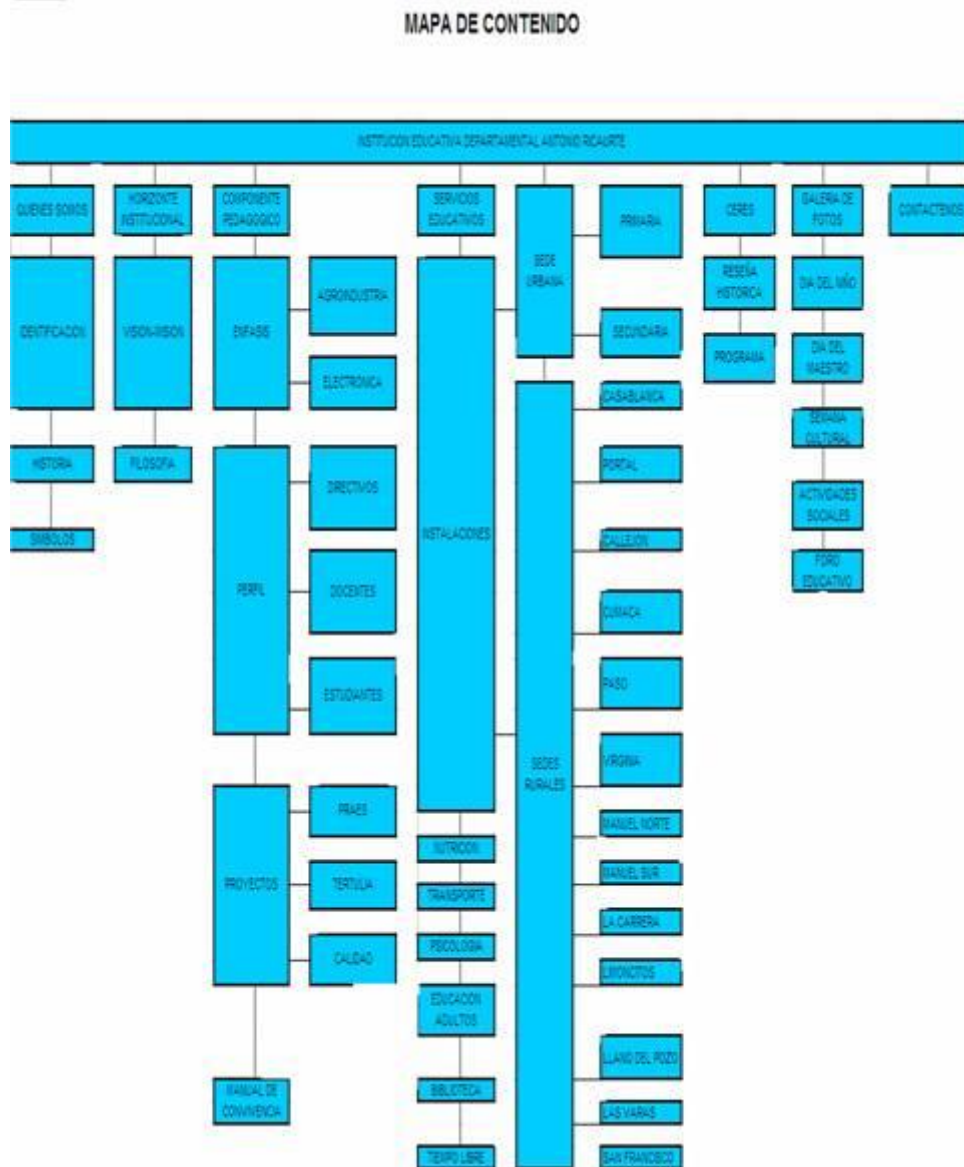 MAPA DE CONTENIDO
INSTITUCION EDUCATIVA DEPARTAMENTAL ANTONIO RICAURTE
QUIENES SOMOS
IDENTIFICACION
HISTORIA
SIMBOLOS
HORIZONTE
INSTITUCIONAL
VISION-MISION
FILOSOFIA
COMPONENTE
PEDAGOGICO
ENFASIS
AGROINDUSTRIA
ELECTRONICA
PERFIL
DIRECTIVOS
DOCENTES
ESTUDIANTES
PROYECTOS
PRAES
TERTULIA
CALIDAD
MANUAL DE
CONVIVENCIA
SERVICIOS
EDUCATIVOS
INSTALACIONES
NUTRICION
TRANSPORTE
PSICOLOGIA
EDUCACION
ADULTOS
BIBLIOTECA
TIEMPO LIBRE
SEDE
URBANA
PRIMARIA
SECUNDARIA
SEDES
RURALES
CASABLANCA
PORTAL
CALLEJON
CUMACA
PASO
VIRGINIA
MANUEL NORTE
MANUEL SUR
LA CARRERA
LIMONCITOS
LLANO DEL POZO
LAS VARAS
SAN FRANCISCO
CERES
RESEÑA
HISTORICA
PROGRAMA
GALERIA DE
FOTOS
DIA DEL NIÑO
DIA DEL
MAESTRO
SEMANA
CULTURAL
ACTIVIDADES
SOCIALES
FORO
EDUCATIVO
CONTACTENOS